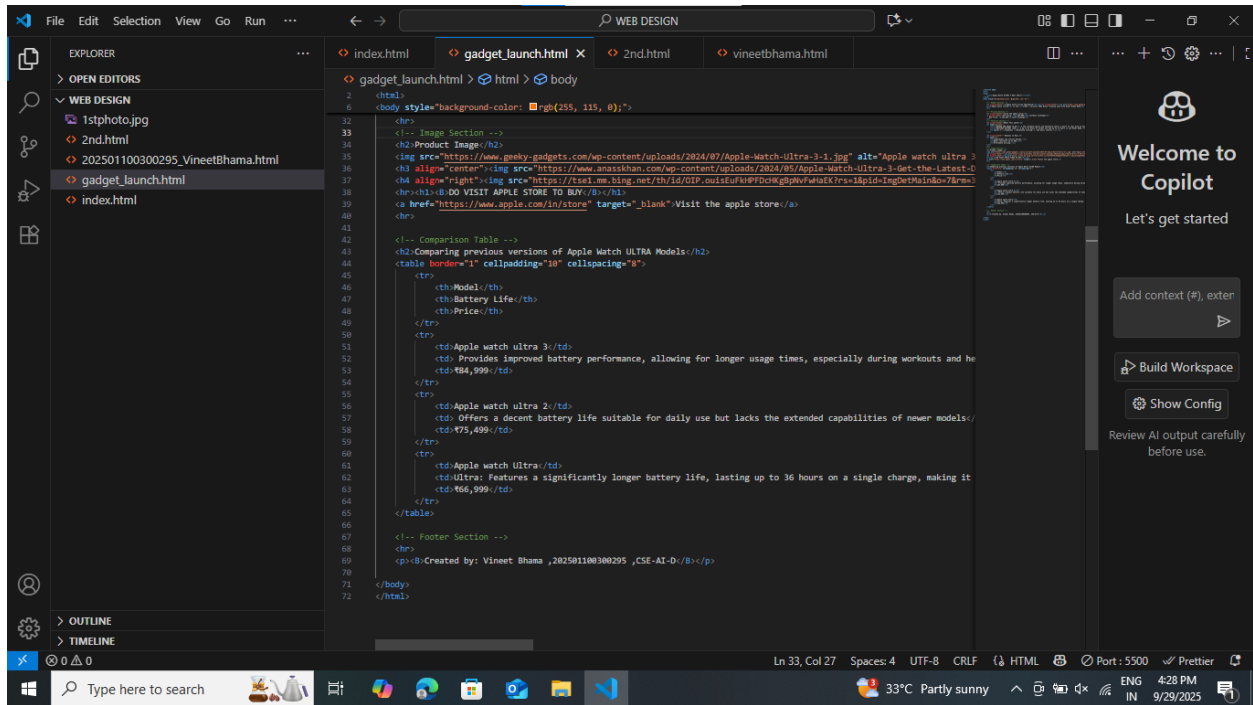 File Edit Selection View Go Run ···
WEB DESIGN
EXPLORER
OPEN EDITORS
WEB DESIGN
1stphoto.jpg
2nd.html
202501100300295_VineetBhama.html
gadget_launch.html
index.html
OUTLINE
TIMELINE
index.html gadget_launch.html 2nd.html vineetbhama.html
gadget_launch.html > html > body
2 <html>
6 <body style="background-color: rgb(255, 115, 0);">
32 <hr>
33 <!-- Image Section -->
34 <h2>Product Image</h2>
35 <img src="https://www.geeky-gadgets.com/wp-content/uploads/2024/07/Apple-Watch-Ultra-3-1.jpg" alt="Apple watch ultra 3
36 <h3 align="center"><img src="https://www.anasskhan.com/wp-content/uploads/2024/05/Apple-Watch-Ultra-3-Get-the-Latest-D
37 <h4 align="right"><img src="https://tse1.mm.bing.net/th/id/OIP.ouisEuFkHPFDcHKgBpNvFwHaEK?rs=1&pid=ImgDetMain&o=7&rm=3
38 <hr><h1><B>DO VISIT APPLE STORE TO BUY</B></h1>
39 <a href="https://www.apple.com/in/store" target="_blank">Visit the apple store</a>
40 <hr>
41
42 <!-- Comparison Table -->
43 <h2>Comparing previous versions of Apple Watch ULTRA Models</h2>
44 <table border="1" cellpadding="10" cellspacing="8">
45 <tr>
46 <th>Model</th>
47 <th>Battery Life</th>
48 <th>Price</th>
49 </tr>
50 <tr>
51 <td>Apple watch ultra 3</td>
52 <td> Provides improved battery performance, allowing for longer usage times, especially during workouts and he
53 <td>₹84,999</td>
54 </tr>
55 <tr>
56 <td>Apple watch ultra 2</td>
57 <td> Offers a decent battery life suitable for daily use but lacks the extended capabilities of newer models</
58 <td>₹75,499</td>
59 </tr>
60 <tr>
61 <td>Apple watch Ultra</td>
62 <td>Ultra: Features a significantly longer battery life, lasting up to 36 hours on a single charge, making it
63 <td>₹66,999</td>
64 </tr>
65 </table>
66
67 <!-- Footer Section -->
68 <hr>
69 <p><B>Created by: Vineet Bhama ,202501100300295 ,CSE-AI-D</B></p>
70
71 </body>
72 </html>
Welcome to
Copilot
Let's get started
Add context (#), exter
Build Workspace
Show Config
Review AI output carefully
before use.
0 0
Ln 33, Col 27 Spaces: 4 UTF-8 CRLF HTML Port : 5500 Prettier
Type here to search
33°C Partly sunny
ENG
IN
4:28 PM
9/29/2025
1